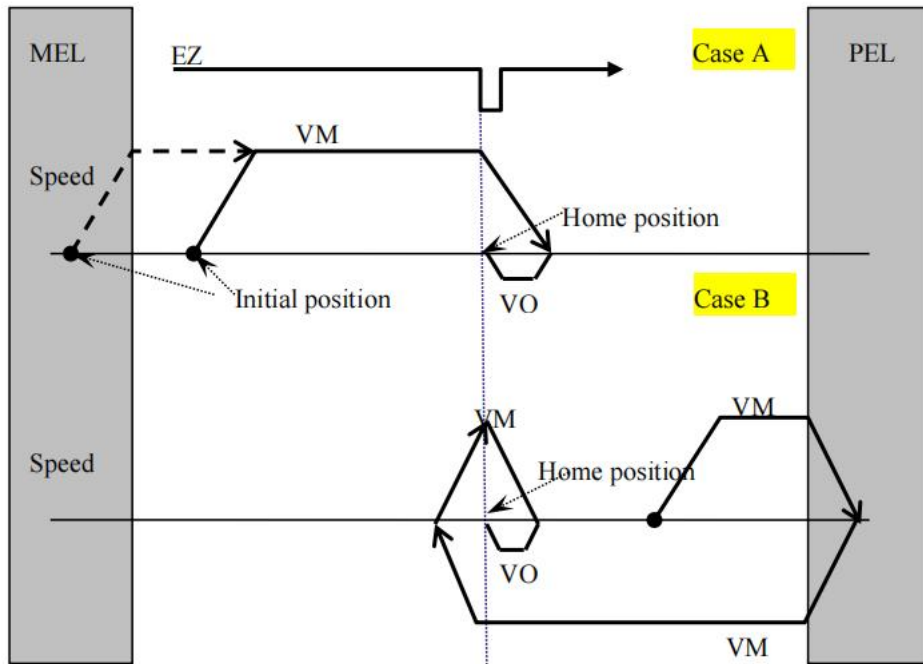 MEL
EZ
Case A
PEL
VM
Speed
Home position
Initial position
VO
Case B
VM
VM
Speed
Home position
VO
VM